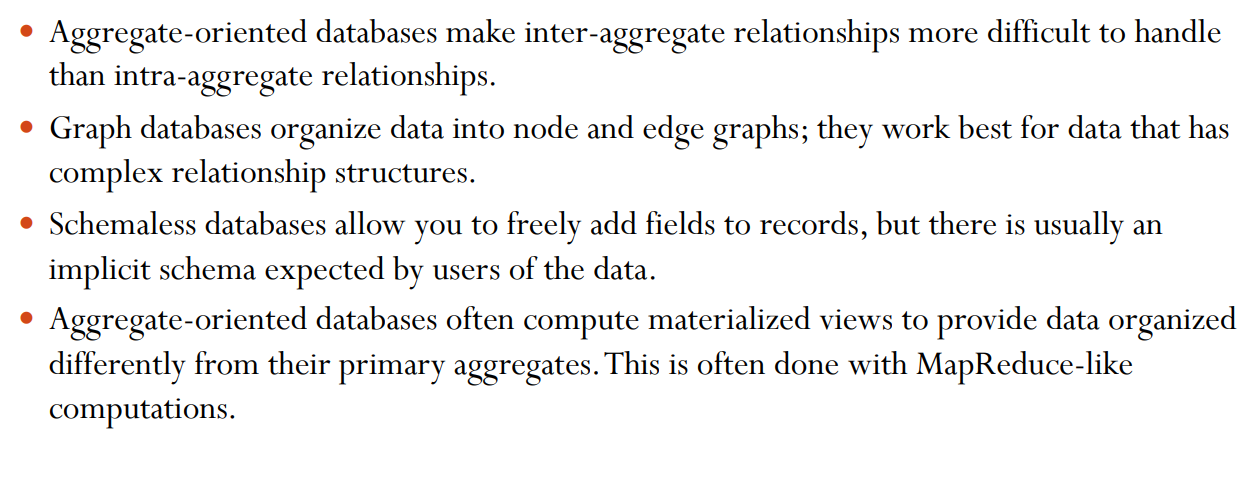 • Aggregate-oriented databases make inter-aggregate relationships more difficult to handle
than intra-aggregate relationships.
• Graph databases organize data into node and edge graphs; they work best for data that has
complex relationship structures.
• Schemaless databases allow you to freely add fields to records, but there is usually an
implicit schema expected by users of the data.
• Aggregate-oriented databases often compute materialized views to provide data organized
differently from their primary aggregates. This is often done with MapReduce-like
computations.